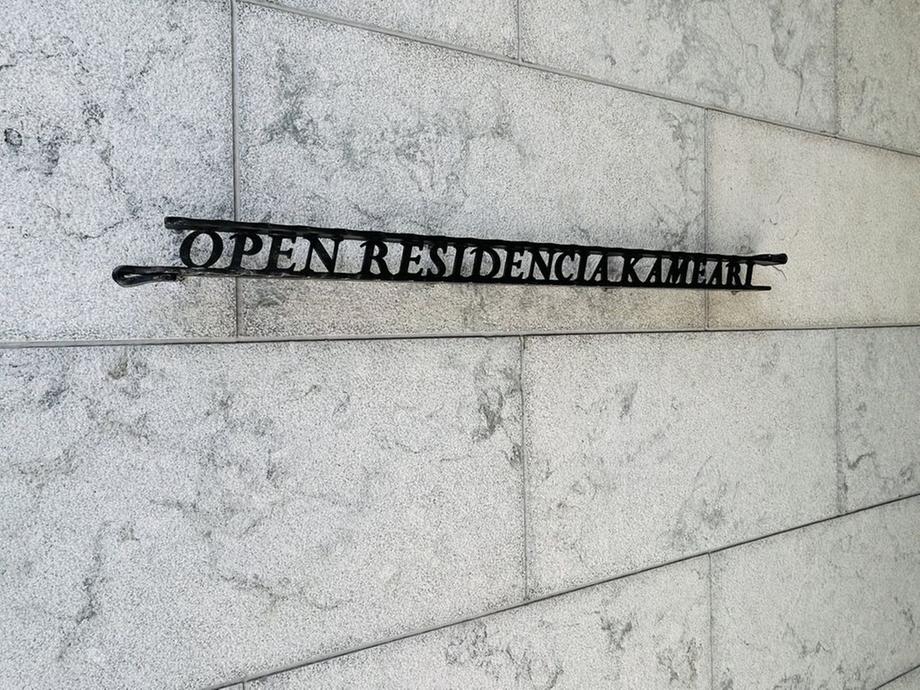 OPEN RESIDENCIA KAMEARI